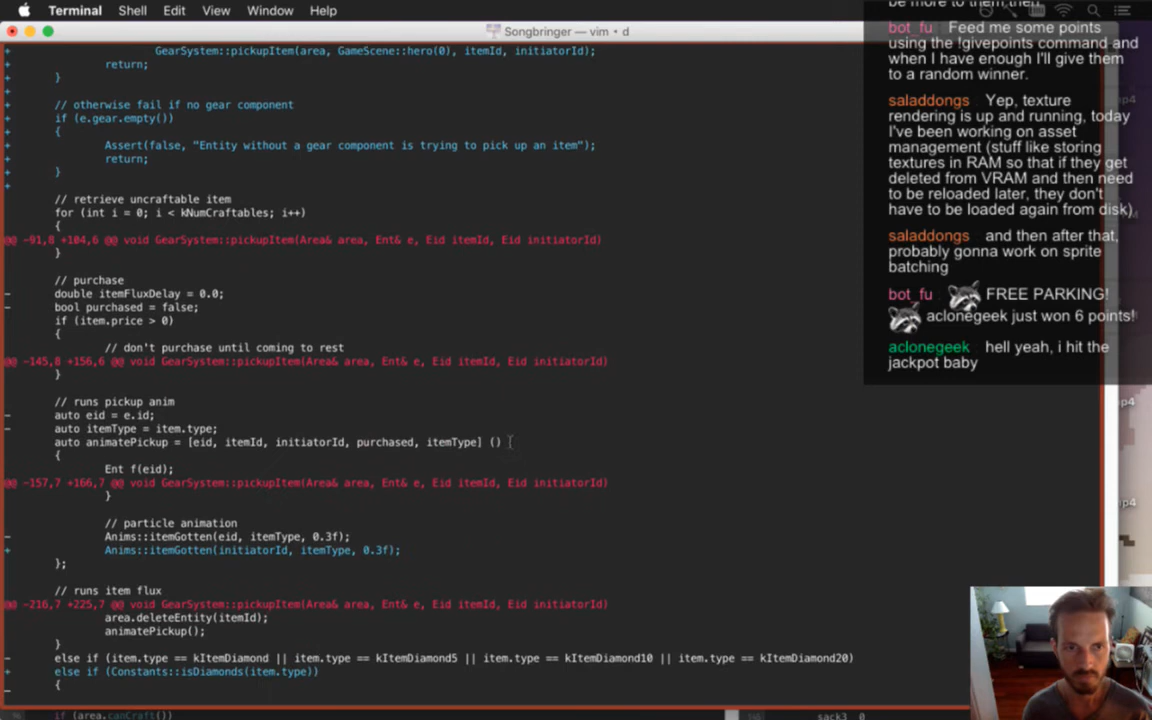 Terminal Shell Edit View Window Help
Songbringer — vim • d
+ GearSystem::pickupItem(area, GameScene::hero(0), itemId, initiatorId);
+ return;
+ }
+
+ // otherwise fail if no gear component
+ if (e.gear.empty())
+ {
+ Assert(false, "Entity without a gear component is trying to pick up an item");
+ return;
+ }
+
// retrieve uncraftable item
for (int i = 0; i < kNumCraftables; i++)
{
@@ -91,8 +104,6 @@ void GearSystem::pickupItem(Area& area, Ent& e, Eid itemId, Eid initiatorId)
}
// purchase
- double itemFluxDelay = 0.0;
- bool purchased = false;
if (item.price > 0)
{
// don't purchase until coming to rest
@@ -145,8 +156,6 @@ void GearSystem::pickupItem(Area& area, Ent& e, Eid itemId, Eid initiatorId)
}
// runs pickup anim
- auto eid = e.id;
- auto itemType = item.type;
auto animatePickup = [eid, itemId, initiatorId, purchased, itemType] ()
{
Ent f(eid);
@@ -157,7 +166,7 @@ void GearSystem::pickupItem(Area& area, Ent& e, Eid itemId, Eid initiatorId)
}
// particle animation
- Anims::itemGotten(eid, itemType, 0.3f);
+ Anims::itemGotten(initiatorId, itemType, 0.3f);
};
// runs item flux
@@ -216,7 +225,7 @@ void GearSystem::pickupItem(Area& area, Ent& e, Eid itemId, Eid initiatorId)
area.deleteEntity(itemId);
animatePickup();
}
- else if (item.type == kItemDiamond || item.type == kItemDiamond5 || item.type == kItemDiamond10 || item.type == kItemDiamond20)
+ else if (Constants::isDiamonds(item.type))
{
if (area.canCraft())
sack3 0
be more to them then
bot_fu Feed me some points
using the !givepoints command and
when I have enough I'll give them
to a random winner.
saladdongs Yep, texture
rendering is up and running, today
I've been working on asset
management (stuff like storing
textures in RAM so that if they get
deleted from VRAM and then need
to be reloaded later, they don't
have to be loaded again from disk)
saladdongs and then after that,
probably gonna work on sprite
batching
bot_fu FREE PARKING!
aclonegeek just won 6 points!
aclonegeek hell yeah, i hit the
jackpot baby
p4
p4
mp4